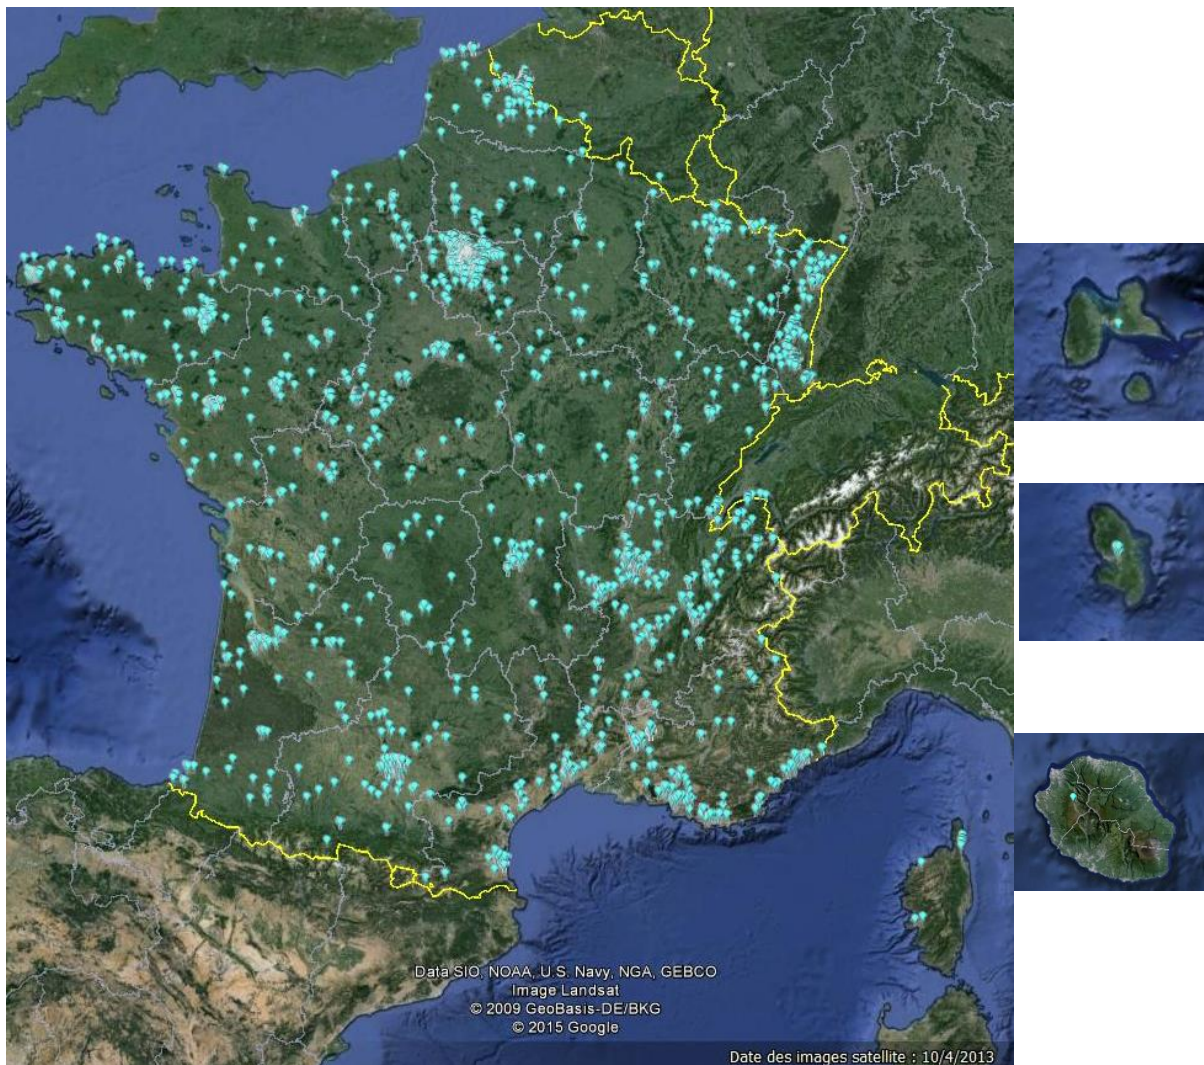 Data SIO, NOAA, U.S. Navy, NGA, GEBCO
Image Landsat
© 2009 GeoBasis-DE/BKG
© 2015 Google
Date des images satellite : 10/4/2013